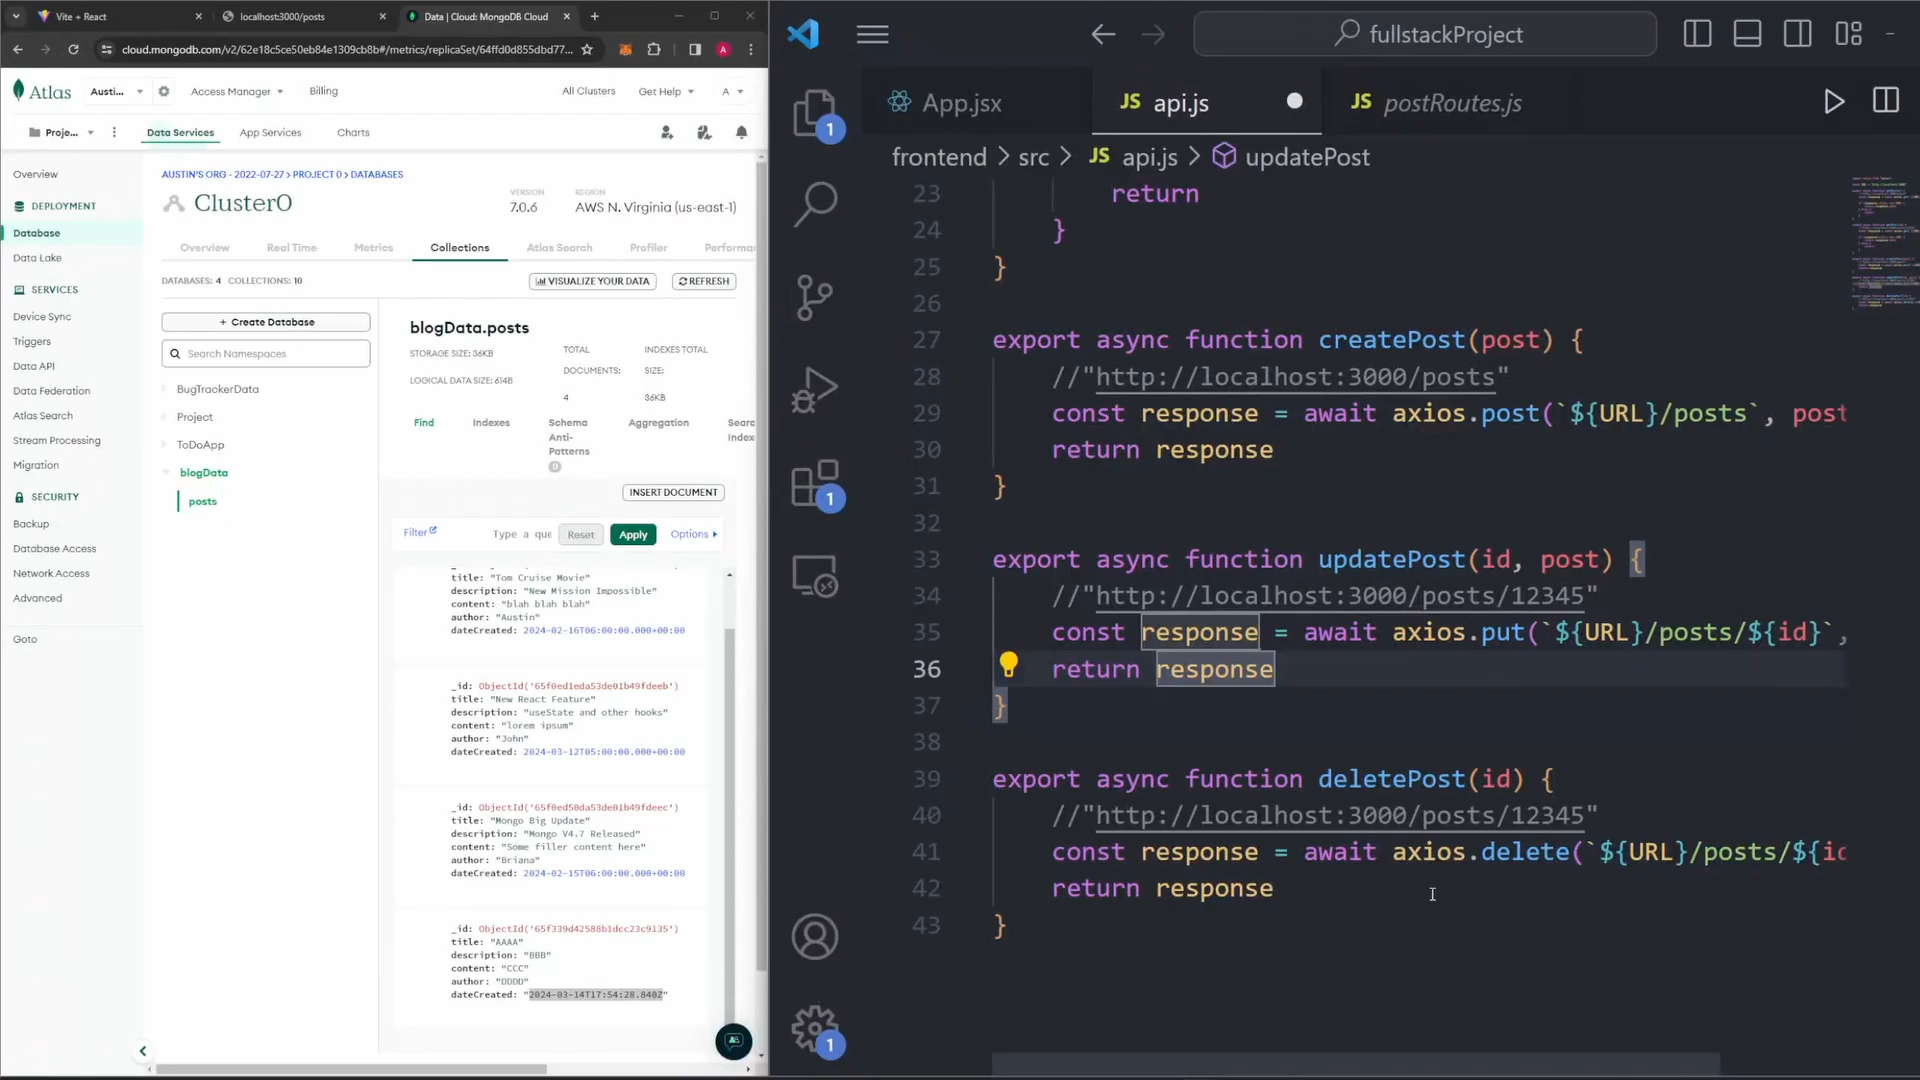 Vite + React
localhost:3000/posts
Data | Cloud: MongoDB Cloud
cloud.mongodb.com/v2/62e18c5ce50eb84e1309cb8b#/metrics/replicaSet/64ffd0d855dbd77...
A
Atlas
Austi...
Access Manager
Billing
All Clusters
Get Help
A
Proje...
Data Services
App Services
Charts
Overview
DEPLOYMENT
Database
Data Lake
SERVICES
Device Sync
Triggers
Data API
Data Federation
Atlas Search
Stream Processing
Migration
SECURITY
Backup
Database Access
Network Access
Advanced
Goto
AUSTIN'S ORG - 2022-07-27 > PROJECT 0 > DATABASES
Cluster0
VERSION
7.0.6
REGION
AWS N. Virginia (us-east-1)
Overview
Real Time
Metrics
Collections
Atlas Search
Profiler
Performa
DATABASES: 4 COLLECTIONS: 10
VISUALIZE YOUR DATA
REFRESH
+ Create Database
Search Namespaces
BugTrackerData
Project
ToDoApp
blogData
posts
blogData.posts
STORAGE SIZE: 36KB
LOGICAL DATA SIZE: 614B
TOTAL
DOCUMENTS:
4
INDEXES TOTAL
SIZE:
36KB
Find
Indexes
Schema
Anti-
Patterns
0
Aggregation
Searc
Index
INSERT DOCUMENT
Filter
Type a que
Reset
Apply
Options
title: "Tom Cruise Movie"
description: "New Mission Impossible"
content: "blah blah blah"
author: "Austin"
dateCreated: 2024-02-16T06:00:00.000+00:00
_id: ObjectId('65f0ed1eda53de01b49fdeeb')
title: "New React Feature"
description: "useState and other hooks"
content: "lorem ipsum"
author: "John"
dateCreated: 2024-03-12T05:00:00.000+00:00
_id: ObjectId('65f0ed50da53de01b49fdeec')
title: "Mongo Big Update"
description: "Mongo V4.7 Released"
content: "Some filler content here"
author: "Briana"
dateCreated: 2024-02-15T06:00:00.000+00:00
_id: ObjectId('65f339d42588b1dcc23c9135')
title: "AAAA"
description: "BBB"
content: "CCC"
author: "DDDD"
dateCreated: "2024-03-14T17:54:28.840Z"
fullstackProject
1
1
1
App.jsx
JS api.js
JS postRoutes.js
frontend > src > JS api.js > updatePost
23 return
24 }
25 }
26
27 export async function createPost(post) {
28 //"http://localhost:3000/posts"
29 const response = await axios.post(`${URL}/posts`, post
30 return response
31 }
32
33 export async function updatePost(id, post) {
34 //"http://localhost:3000/posts/12345"
35 const response = await axios.put(`${URL}/posts/${id}`,
36 return response
37 }
38
39 export async function deletePost(id) {
40 //"http://localhost:3000/posts/12345"
41 const response = await axios.delete(`${URL}/posts/${id
42 return response
43 }